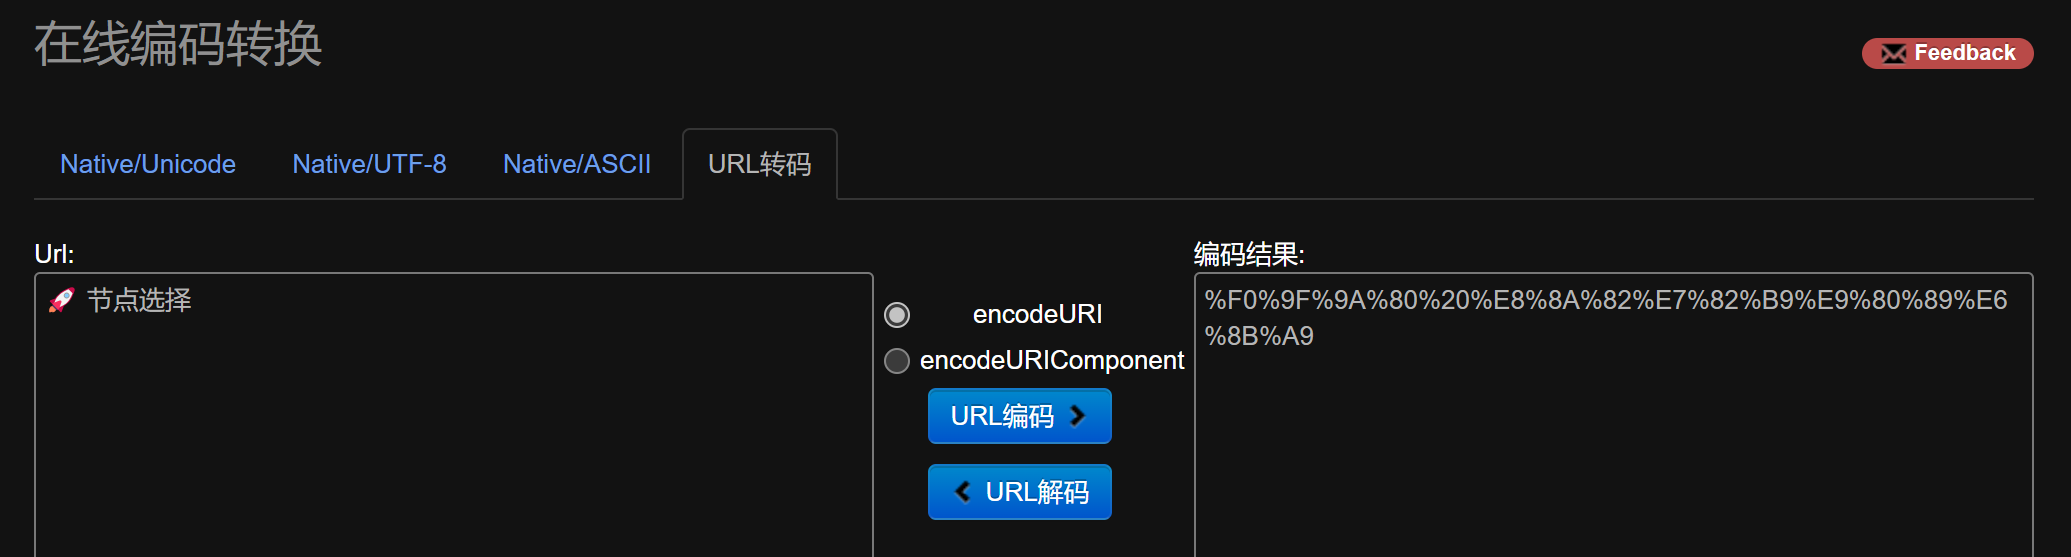 在线编码转换
Feedback
Native/Unicode Native/UTF-8 Native/ASCII URL转码
Url:
🚀 节点选择
encodeURI
encodeURIComponent
URL编码
URL解码
编码结果:
%F0%9F%9A%80%20%E8%8A%82%E7%82%B9%E9%80%89%E6
%8B%A9